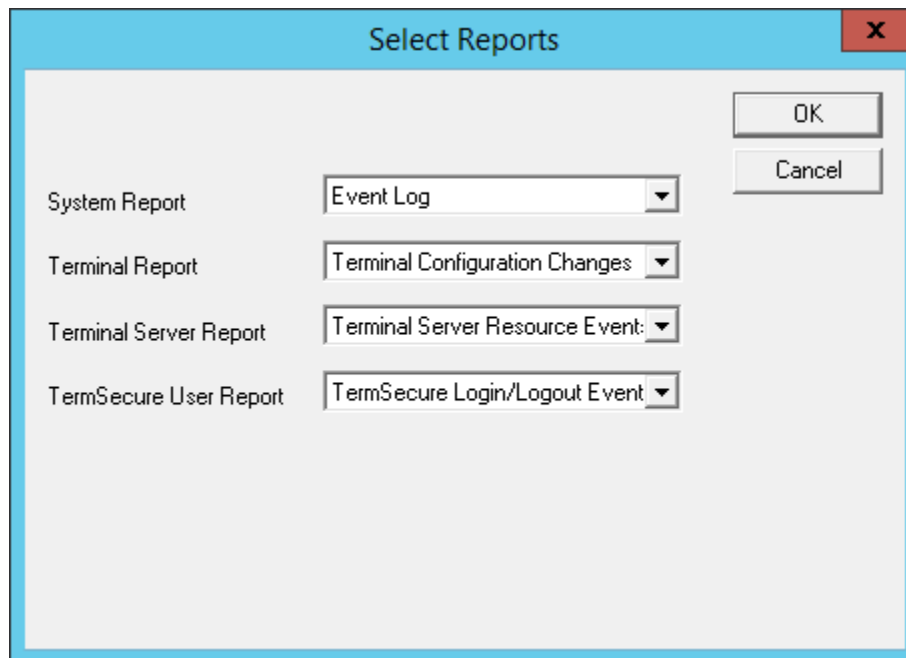 Select Reports
x
OK
Cancel
System Report
Event Log
Terminal Report
Terminal Configuration Changes
Terminal Server Report
Terminal Server Resource Event:
TermSecure User Report
TermSecure Login/Logout Event